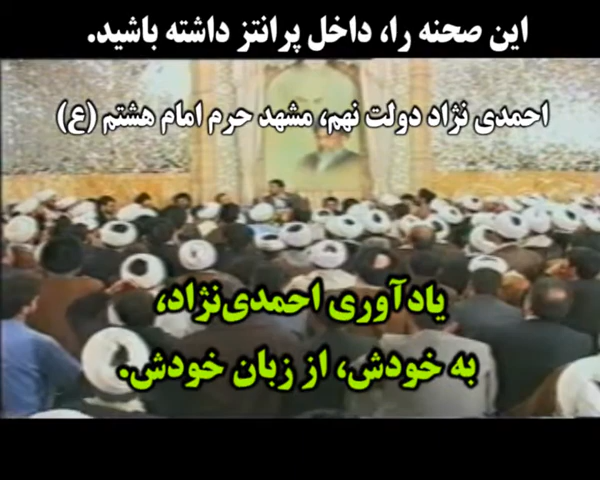 این صحنه را، داخل پرانتز داشته باشید.
احمدی نژاد دولت نهم، مشهد حرم امام هشتم (ع)
یادآوری احمدی‌نژاد،
به خودش، از زبان خودش.